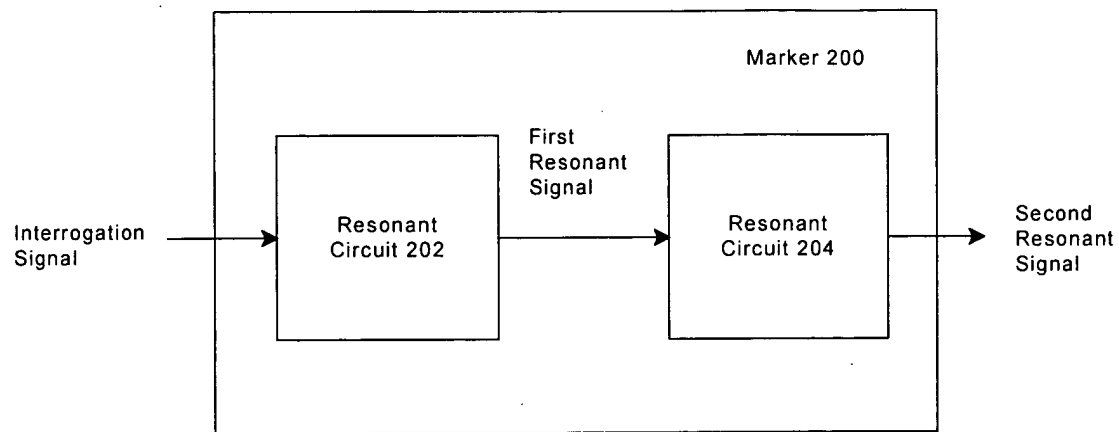 Marker 200
First
Resonant
Signal
Interrogation
Signal
Resonant
Circuit 202
Resonant
Circuit 204
Second
Resonant
Signal